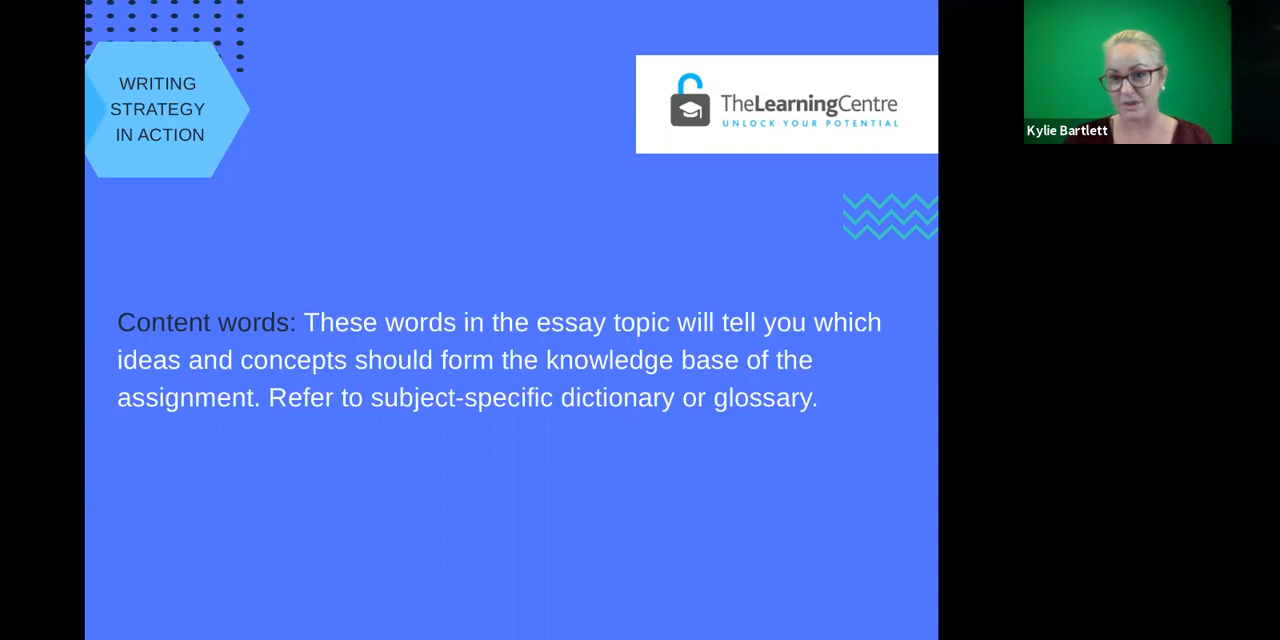 WRITING
STRATEGY
IN ACTION
TheLearningCentre
UNLOCK YOUR POTENTIAL
Kylie Bartlett
Content words: These words in the essay topic will tell you which
ideas and concepts should form the knowledge base of the
assignment. Refer to subject-specific dictionary or glossary.